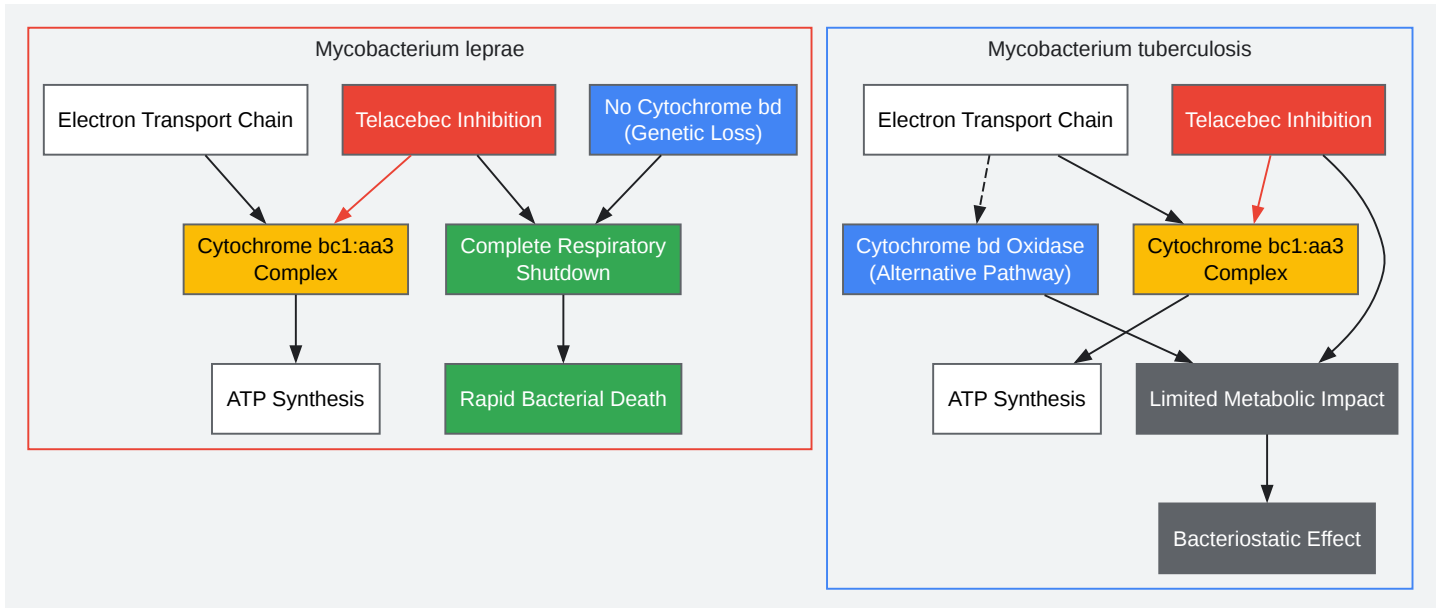 Mycobacterium leprae
Electron Transport Chain
Telacebec Inhibition
No Cytochrome bd
(Genetic Loss)
Cytochrome bc1:aa3
Complex
Complete Respiratory
Shutdown
ATP Synthesis
Rapid Bacterial Death
Mycobacterium tuberculosis
Electron Transport Chain
Telacebec Inhibition
Cytochrome bd Oxidase
(Alternative Pathway)
Cytochrome bc1:aa3
Complex
ATP Synthesis
Limited Metabolic Impact
Bacteriostatic Effect